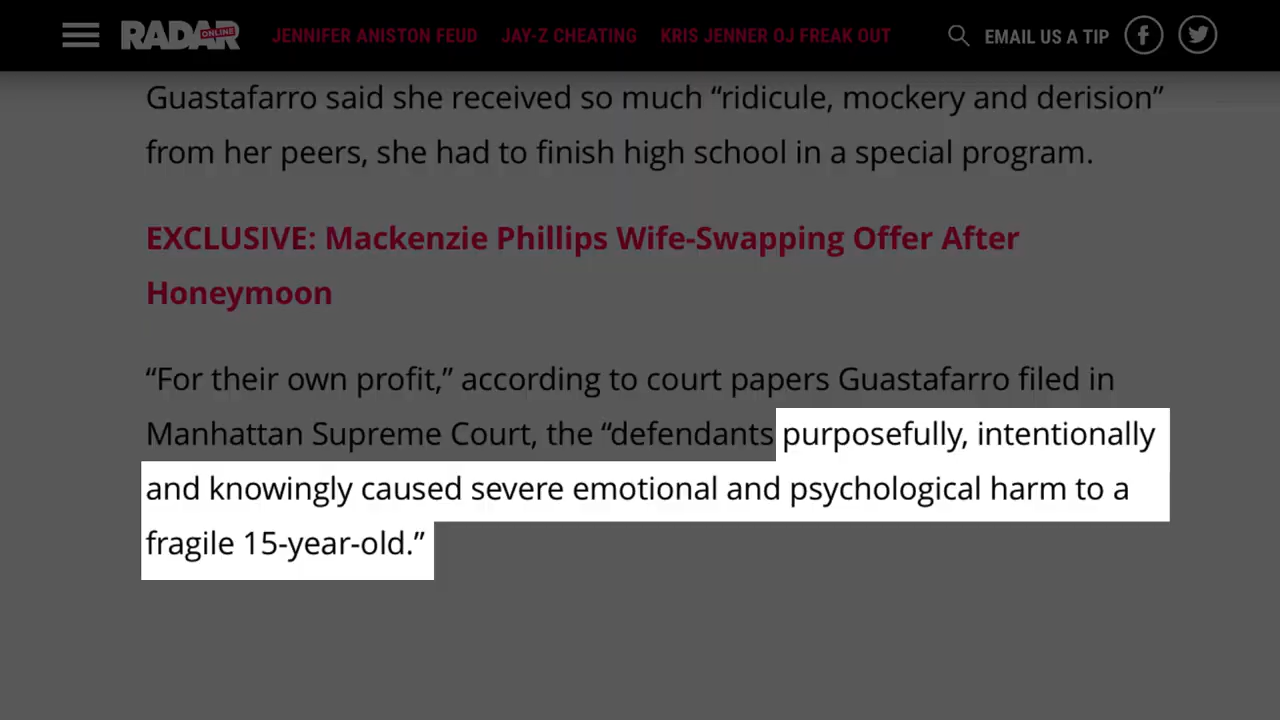 RADAR ONLINE JENNIFER ANISTON FEUD JAY-Z CHEATING KRIS JENNER OJ FREAK OUT EMAIL US A TIP
Guastafarro said she received so much “ridicule, mockery and derision”
from her peers, she had to finish high school in a special program.
EXCLUSIVE: Mackenzie Phillips Wife-Swapping Offer After
Honeymoon
“For their own profit,” according to court papers Guastafarro filed in
Manhattan Supreme Court, the “defendants purposefully, intentionally
and knowingly caused severe emotional and psychological harm to a
fragile 15-year-old.”